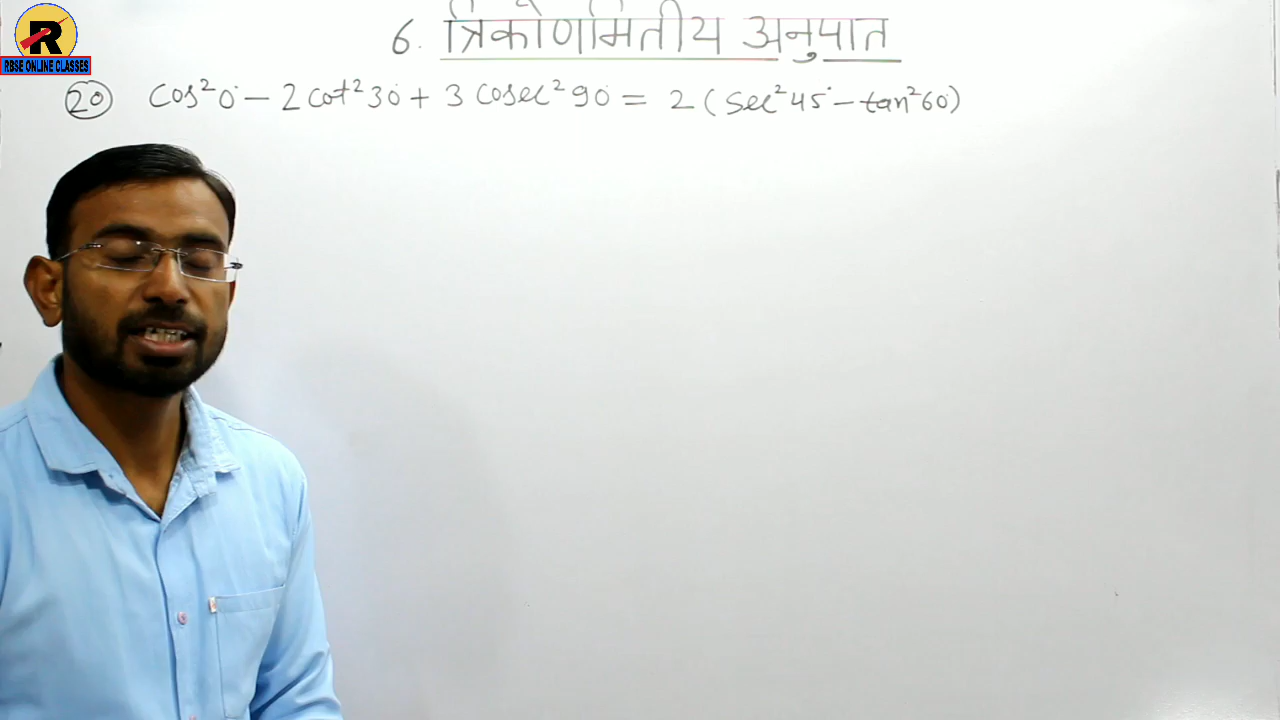 R
RBSE ONLINE CLASSES
6. त्रिकोणमितीय अनुपात
20 cos²0° - 2 cot²30° + 3 cosec²90° = 2 (sec²45° - tan²60°)